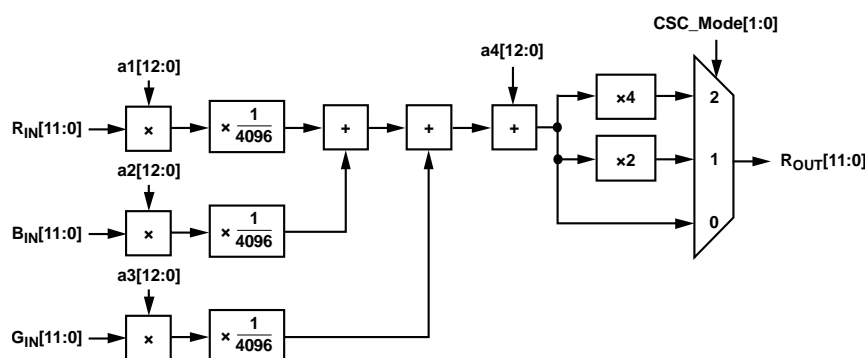 CSC_Mode[1:0]
a1[12:0]
a4[12:0]
×4
2
R_IN[11:0]
×
× 1/4096
+
+
+
×2
1
R_OUT[11:0]
a2[12:0]
B_IN[11:0]
×
× 1/4096
0
a3[12:0]
G_IN[11:0]
×
× 1/4096